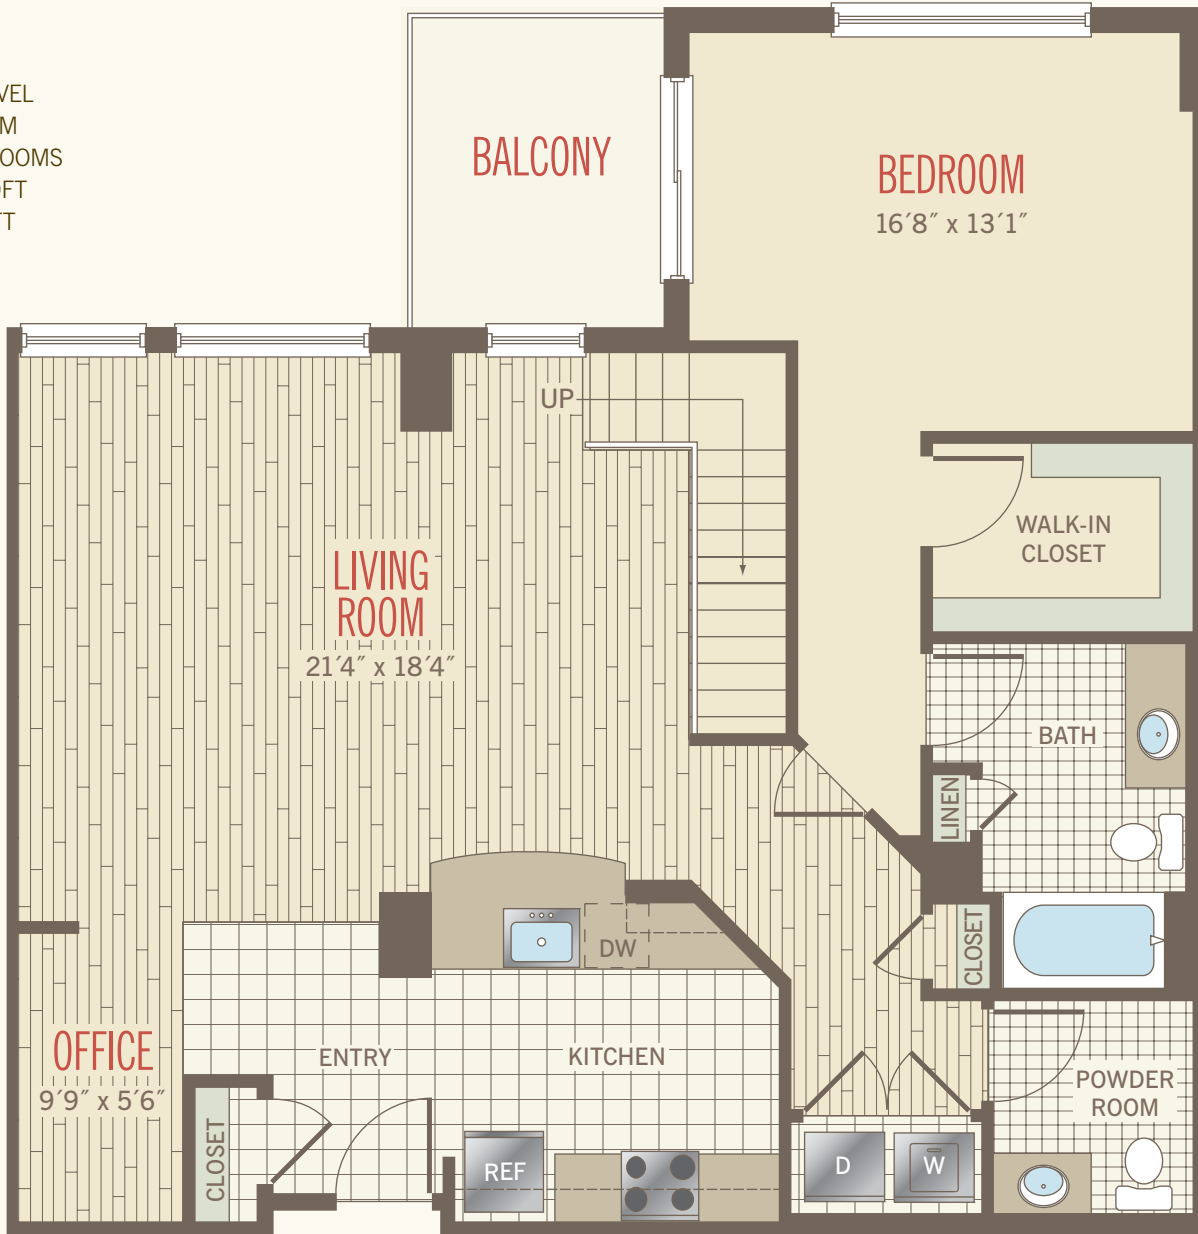 VEL
M
OOMS
OFT
FT
BALCONY
BEDROOM
16′8″ x 13′1″
UP
WALK-IN
CLOSET
LIVING
ROOM
21′4″ x 18′4″
BATH
LINEN
DW
CLOSET
OFFICE
9′9″ x 5′6″
ENTRY
KITCHEN
POWDER
ROOM
CLOSET
REF
D
W